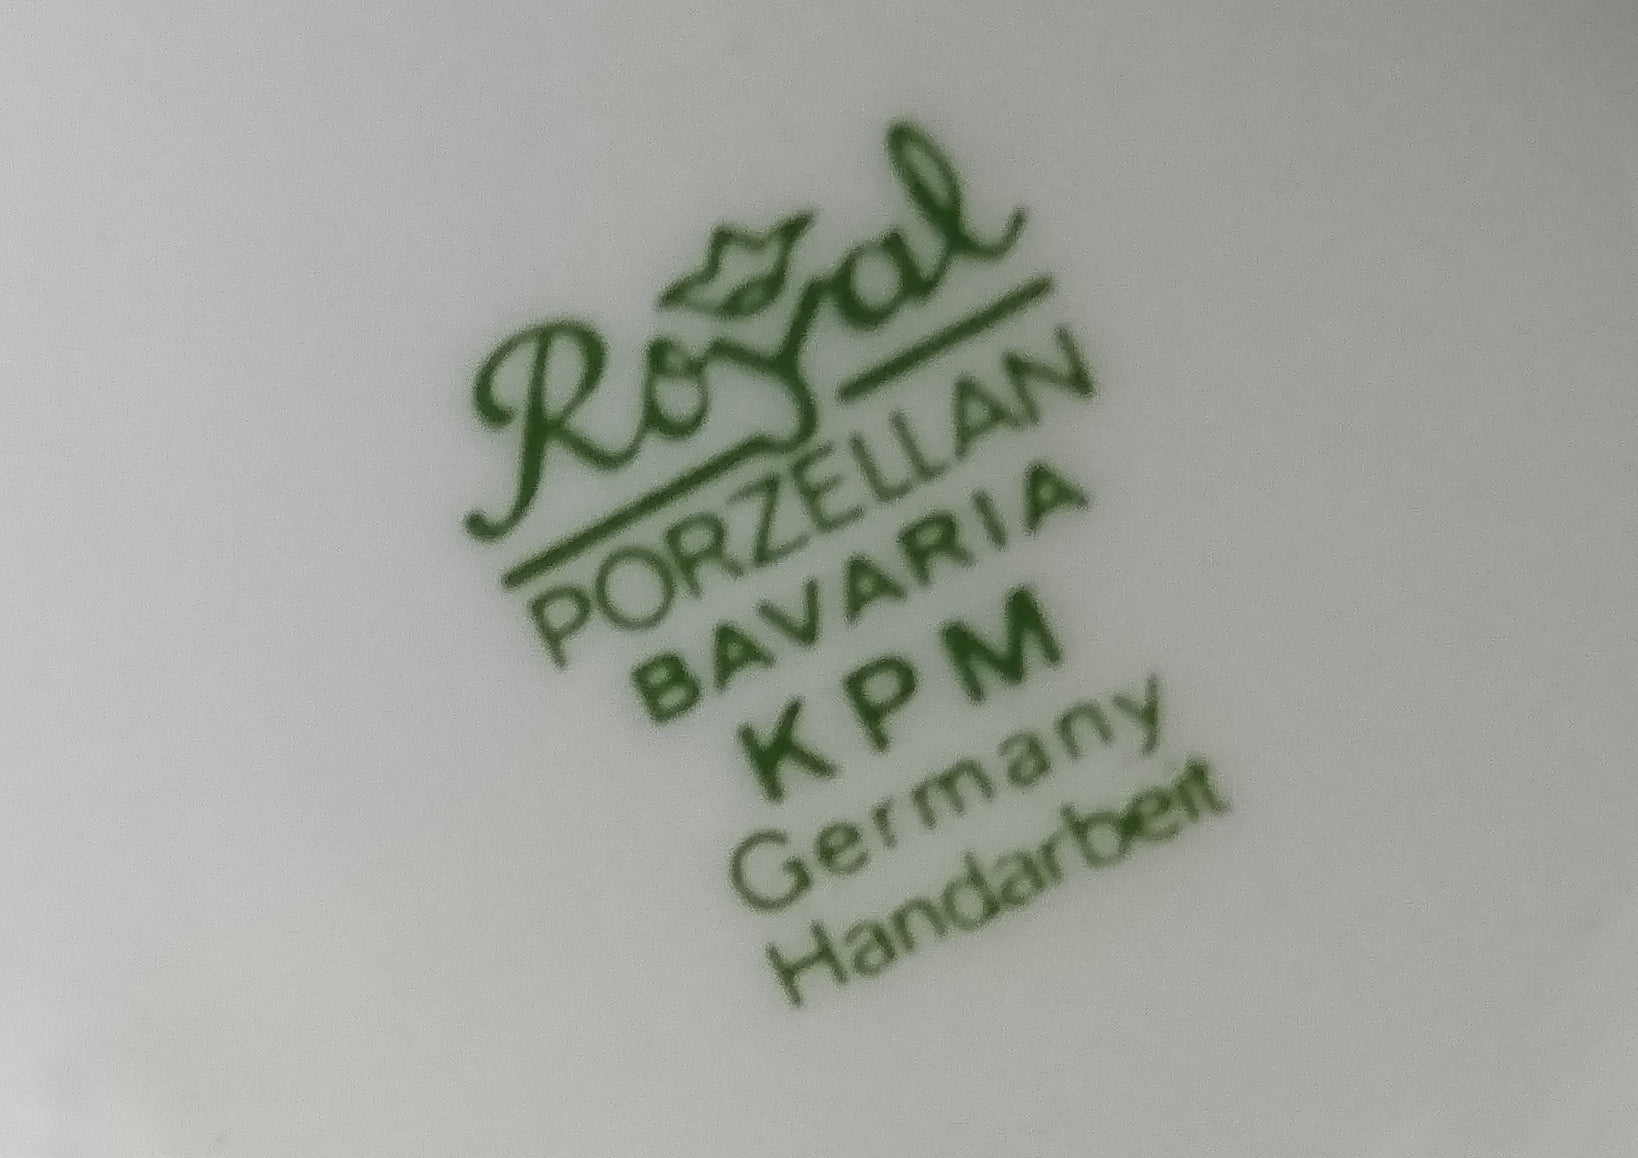 Royal
PORZELLAN
BAVARIA
KPM
Germany
Handarbeit